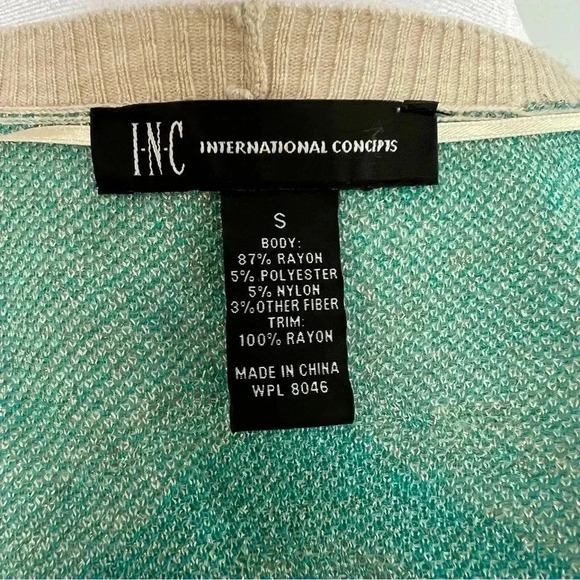 I·N·C INTERNATIONAL CONCEPTS
S
BODY:
87% RAYON
5% POLYESTER
5% NYLON
3% OTHER FIBER
TRIM:
100% RAYON
MADE IN CHINA
WPL 8046